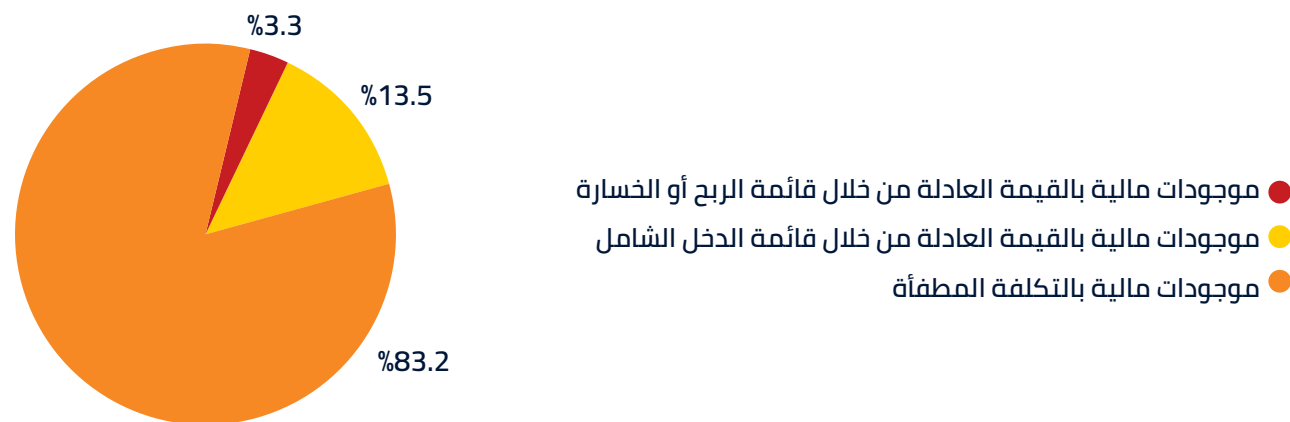 %3.3
%13.5
موجودات مالية بالقيمة العادلة من خلال قائمة الربح أو الخسارة
موجودات مالية بالقيمة العادلة من خلال قائمة الدخل الشامل
موجودات مالية بالتكلفة المطفأة
%83.2